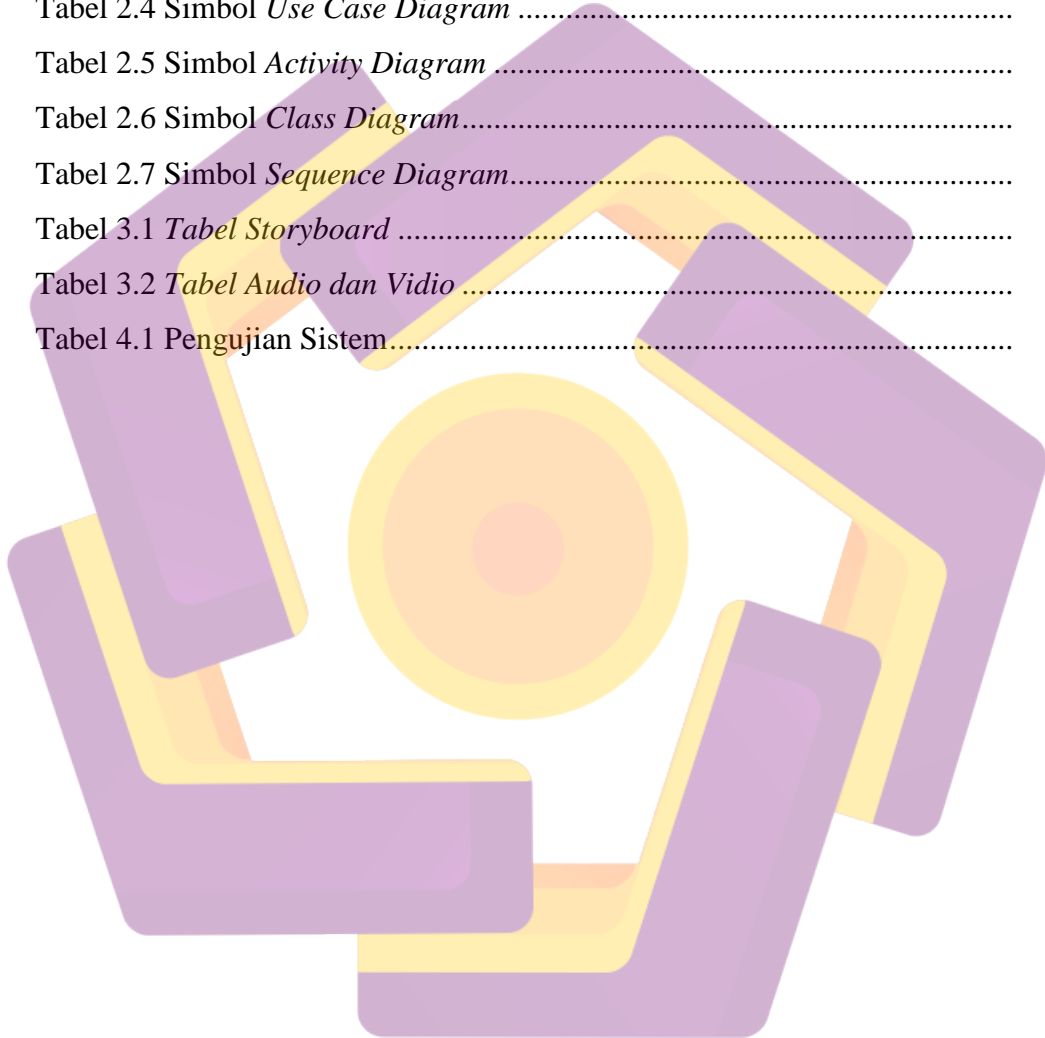 Tabel 2.4 Simbol Use Case Diagram ..............................................................
Tabel 2.5 Simbol Activity Diagram .................................................................
Tabel 2.6 Simbol Class Diagram.....................................................................
Tabel 2.7 Simbol Sequence Diagram...............................................................
Tabel 3.1 Tabel Storyboard .............................................................................
Tabel 3.2 Tabel Audio dan Vidio.....................................................................
Tabel 4.1 Pengujian Sistem..............................................................................